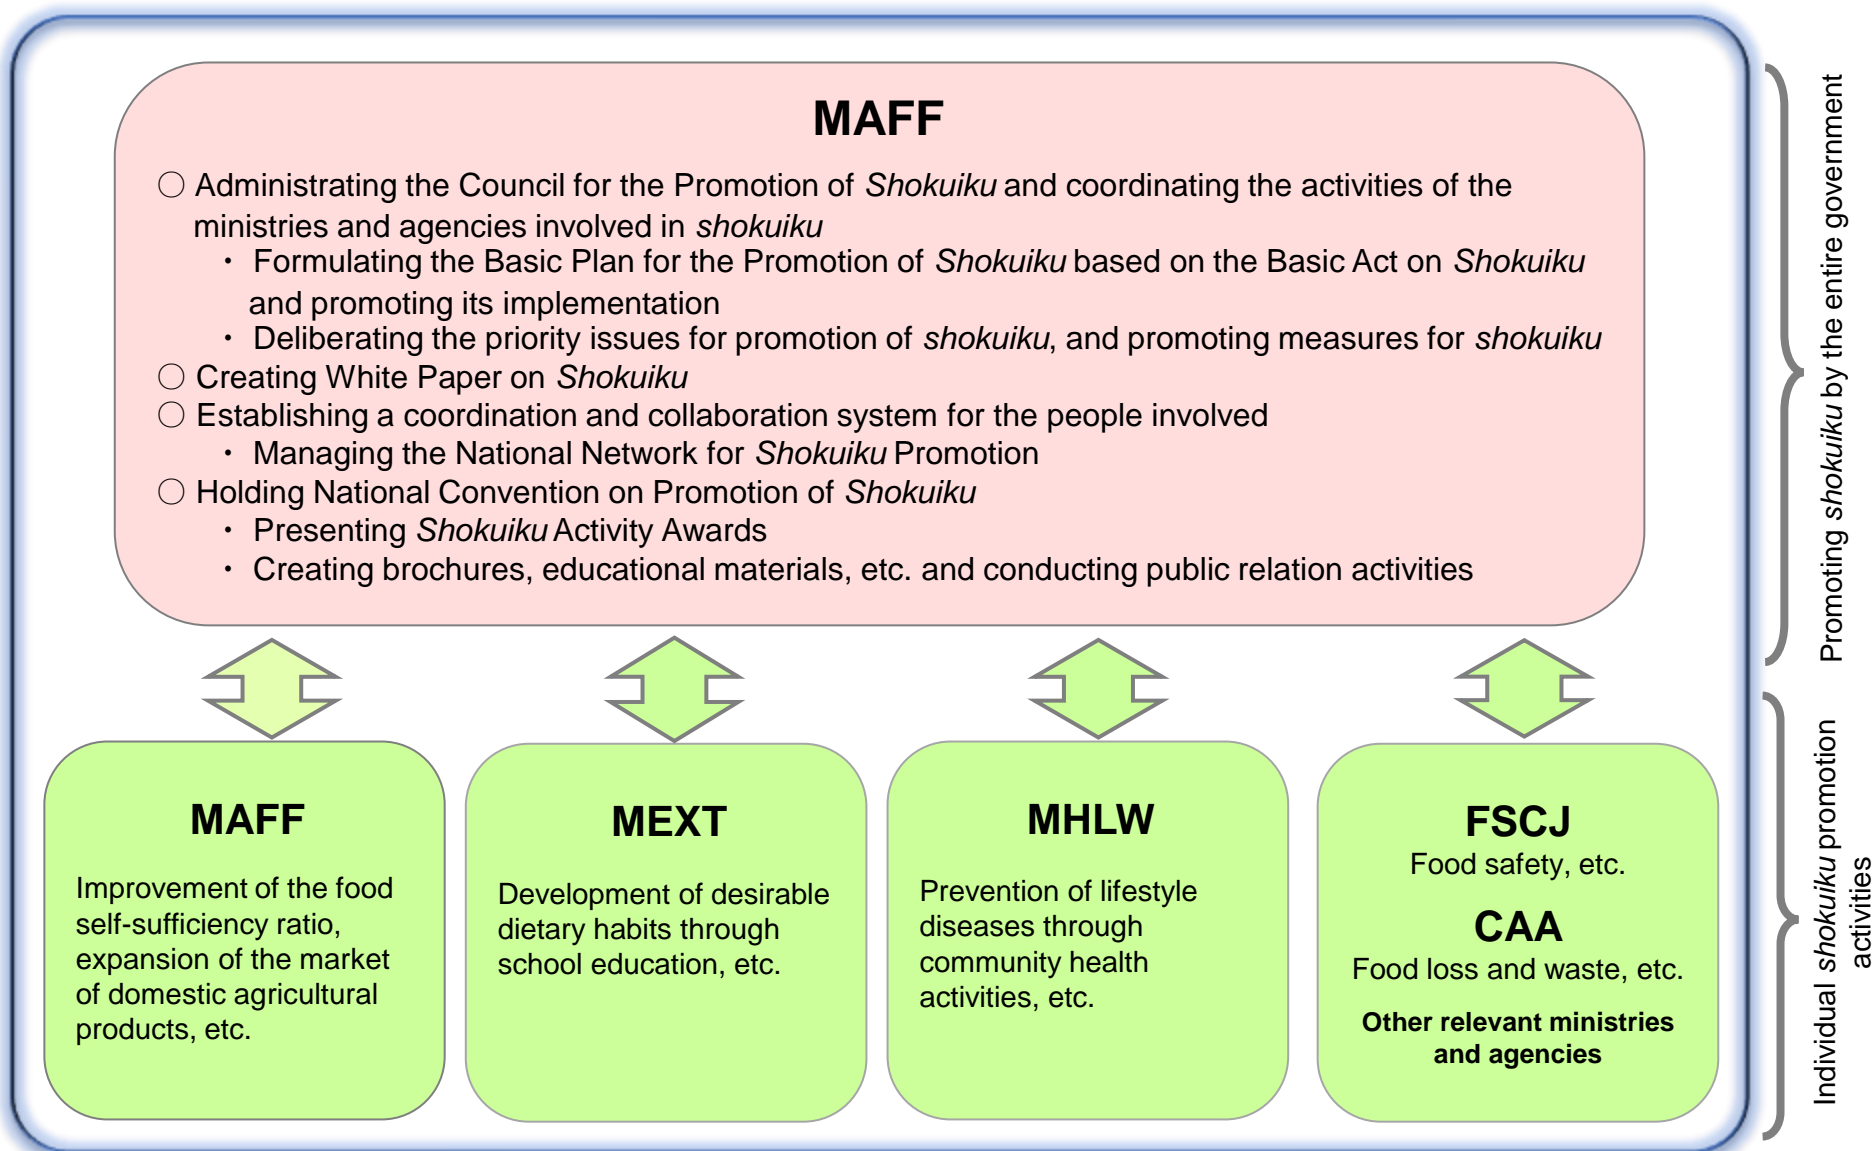 MAFF
○ Administrating the Council for the Promotion of Shokuiku and coordinating the activities of the
ministries and agencies involved in shokuiku
・ Formulating the Basic Plan for the Promotion of Shokuiku based on the Basic Act on Shokuiku
and promoting its implementation
・ Deliberating the priority issues for promotion of shokuiku, and promoting measures for shokuiku
○ Creating White Paper on Shokuiku
○ Establishing a coordination and collaboration system for the people involved
・ Managing the National Network for Shokuiku Promotion
○ Holding National Convention on Promotion of Shokuiku
・ Presenting Shokuiku Activity Awards
・ Creating brochures, educational materials, etc. and conducting public relation activities
Promoting shokuiku by the entire government
MAFF
Improvement of the food
self-sufficiency ratio,
expansion of the market
of domestic agricultural
products, etc.
MEXT
Development of desirable
dietary habits through
school education, etc.
MHLW
Prevention of lifestyle
diseases through
community health
activities, etc.
FSCJ
Food safety, etc.
CAA
Food loss and waste, etc.
Other relevant ministries
and agencies
Individual shokuiku promotion
activities